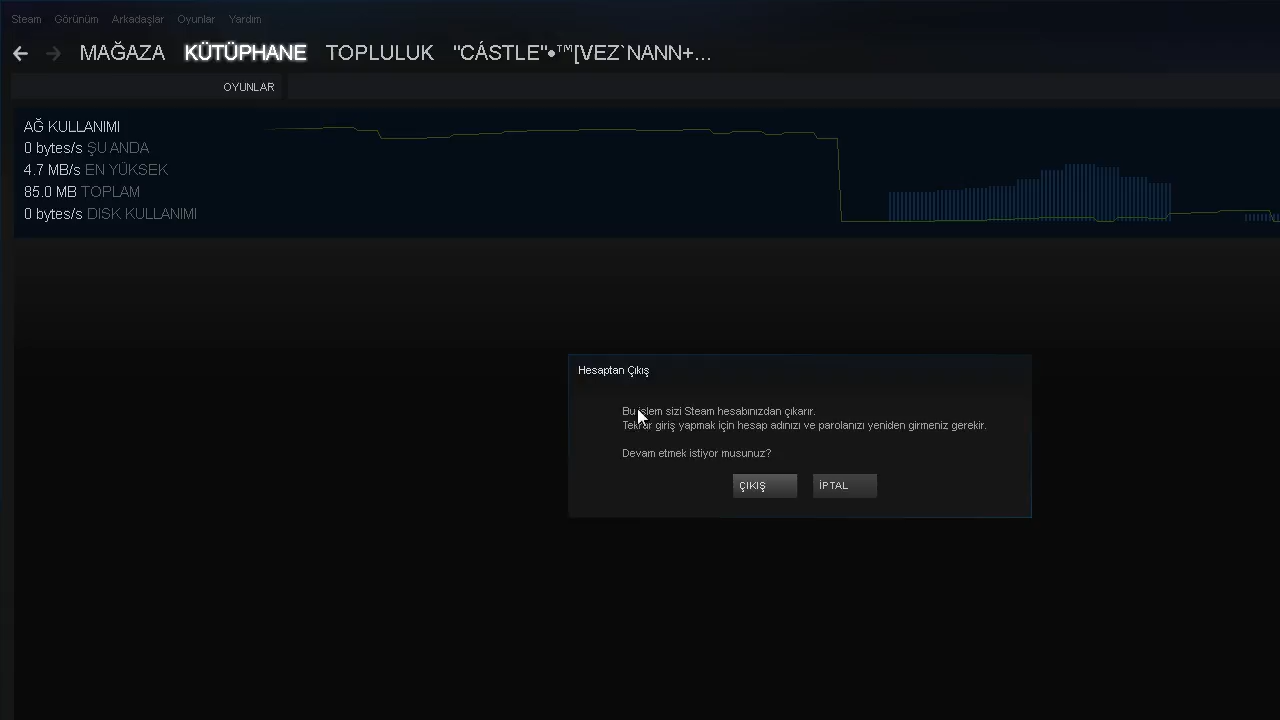 Steam Görünüm Arkadaşlar Oyunlar Yardım
MAĞAZA KÜTÜPHANE TOPLULUK "CÁSTLE"•™[VEZ`NANN+...
OYUNLAR
AĞ KULLANIMI
0 bytes/s ŞU ANDA
4.7 MB/s EN YÜKSEK
85.0 MB TOPLAM
0 bytes/s DISK KULLANIMI
Hesaptan Çıkış
Bu işlem sizi Steam hesabınızdan çıkarır.
Tekrar giriş yapmak için hesap adınızı ve parolanızı yeniden girmeniz gerekir.
Devam etmek istiyor musunuz?
ÇIKIŞ İPTAL